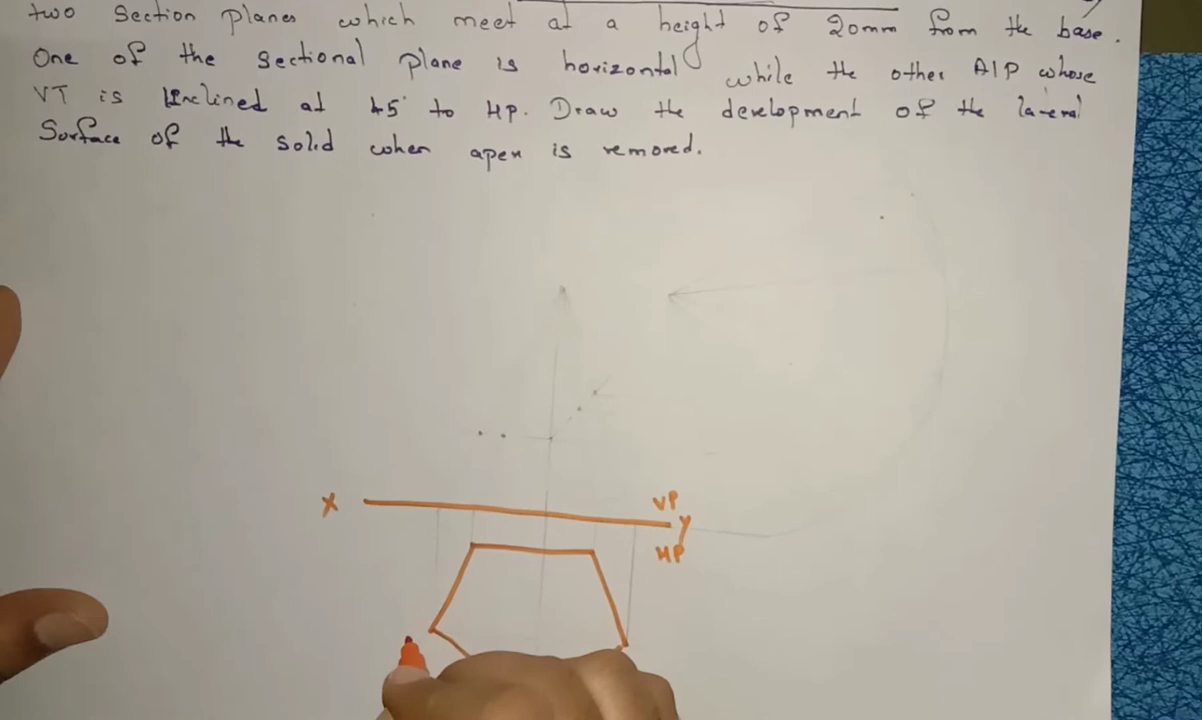 two section planes which meet at a height of 20mm from the base.
One of the sectional plane is horizontal while the other AIP whose
VT is Inclined at 45° to HP. Draw the development of the lateral
Surface of the solid when apex is removed.
X VP
Y
HP